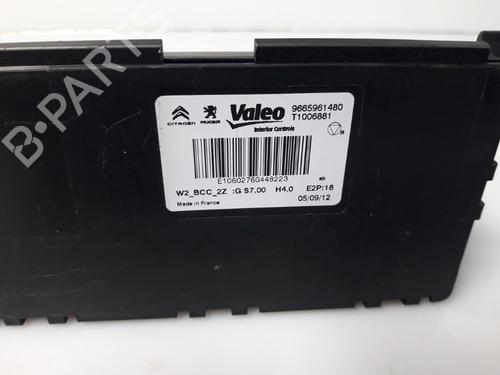 CITROËN PEUGEOT Valeo 9665961480
Interior Controls T1006881
R
E1060276G448223
ab
W2_BCC_2Z :G S7.00 H4.0 E2P:18
Made in France 05/09/12
B-PARTS